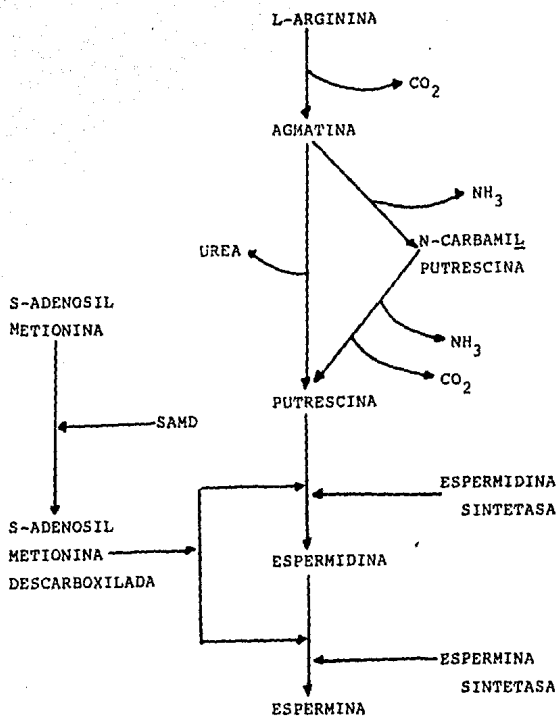 L-ARGININA
CO2
AGMATINA
NH3
N-CARBAMIL
PUTRESCINA
UREA
S-ADENOSIL
METIONINA
NH3
CO2
PUTRESCINA
SAMD
ESPERMIDINA
SINTETASA
S-ADENOSIL
METIONINA
DESCARBOXILADA
ESPERMIDINA
ESPERMINA
SINTETASA
ESPERMINA